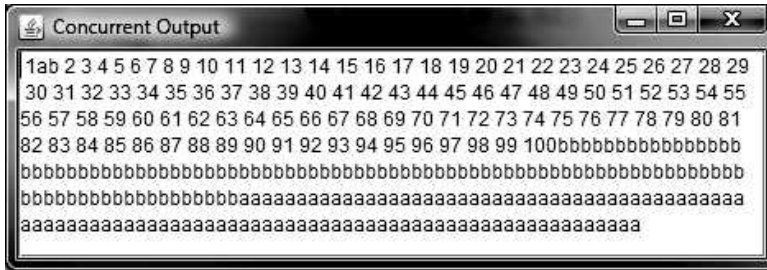 Concurrent Output
1ab 2 3 4 5 6 7 8 9 10 11 12 13 14 15 16 17 18 19 20 21 22 23 24 25 26 27 28 29
30 31 32 33 34 35 36 37 38 39 40 41 42 43 44 45 46 47 48 49 50 51 52 53 54 55
56 57 58 59 60 61 62 63 64 65 66 67 68 69 70 71 72 73 74 75 76 77 78 79 80 81
82 83 84 85 86 87 88 89 90 91 92 93 94 95 96 97 98 99 100bbbbbbbbbbbbbbbb
bbbbbbbbbbbbbbbbbbbbbbbbbbbbbbbbbbbbbbbbbbbbbbbbbbbbbbbbbbbbbbbb
bbbbbbbbbbbbbbbbbbbaaaaaaaaaaaaaaaaaaaaaaaaaaaaaaaaaaaaaaaaaaaaa
aaaaaaaaaaaaaaaaaaaaaaaaaaaaaaaaaaaaaaaaaaaaaaaaaaaaaa